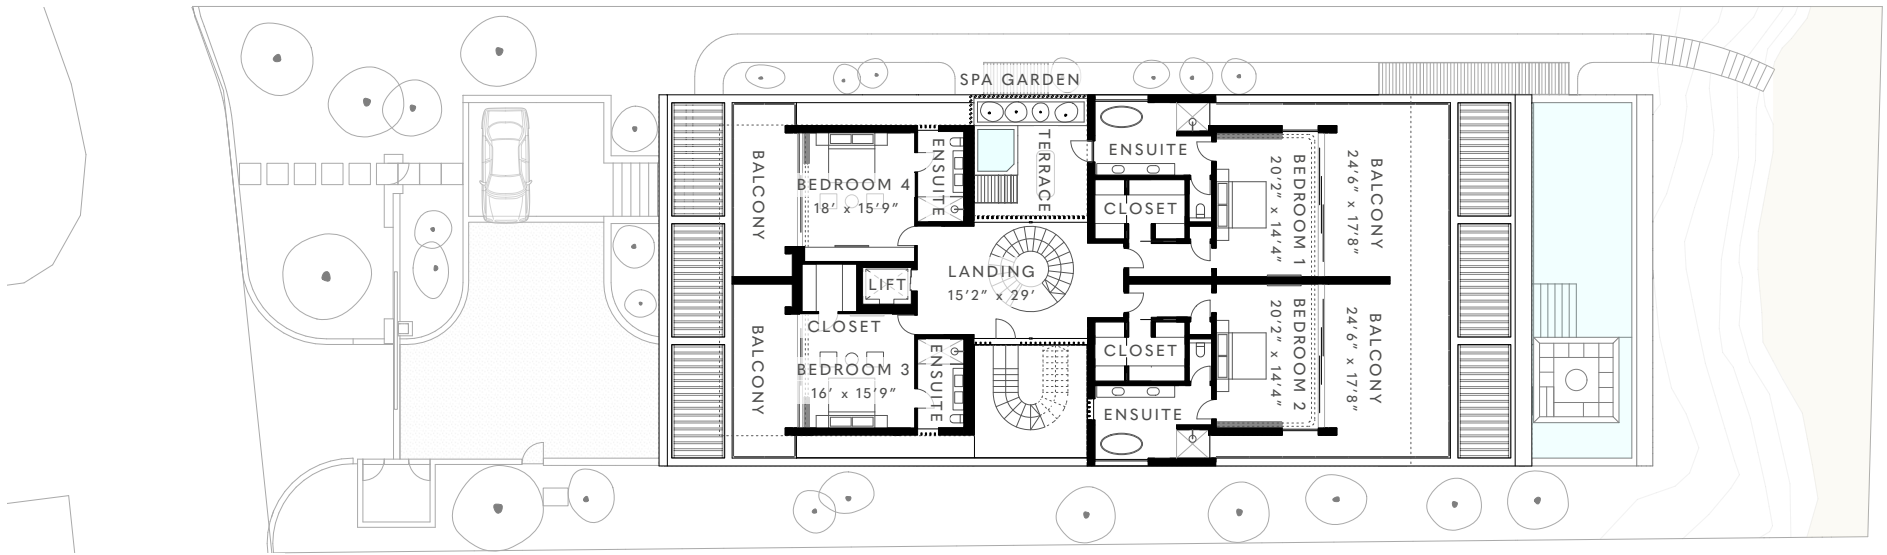 SPA GARDEN
TERRACE
BALCONY
BEDROOM 4
18' x 15'9"
ENSUITE
ENSUITE
CLOSET
BEDROOM 1
20'2" x 14'4"
BALCONY
24'6" x 17'8"
LANDING
15'2" x 29'
LIFT
CLOSET
BALCONY
BEDROOM 3
16' x 15'9"
ENSUITE
CLOSET
ENSUITE
BEDROOM 2
20'2" x 14'4"
BALCONY
24'6" x 17'8"